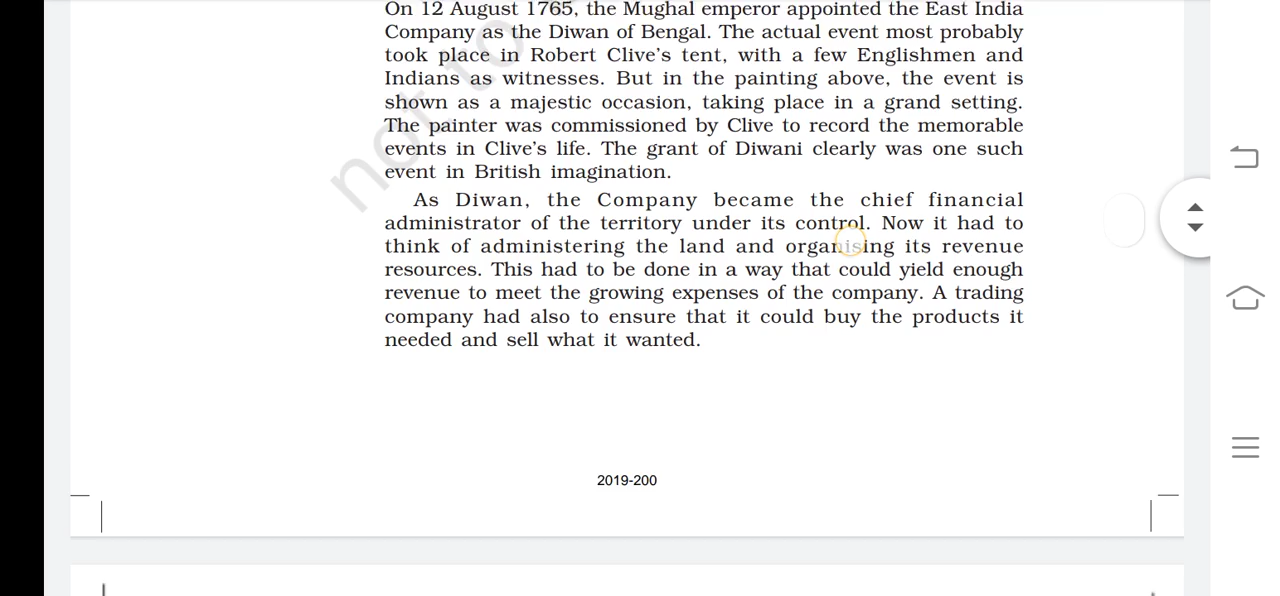 On 12 August 1765, the Mughal emperor appointed the East India
Company as the Diwan of Bengal. The actual event most probably
took place in Robert Clive's tent, with a few Englishmen and
Indians as witnesses. But in the painting above, the event is
shown as a majestic occasion, taking place in a grand setting.
The painter was commissioned by Clive to record the memorable
events in Clive's life. The grant of Diwani clearly was one such
event in British imagination.
As Diwan, the Company became the chief financial
administrator of the territory under its control. Now it had to
think of administering the land and organising its revenue
resources. This had to be done in a way that could yield enough
revenue to meet the growing expenses of the company. A trading
company had also to ensure that it could buy the products it
needed and sell what it wanted.
not to
2019-200